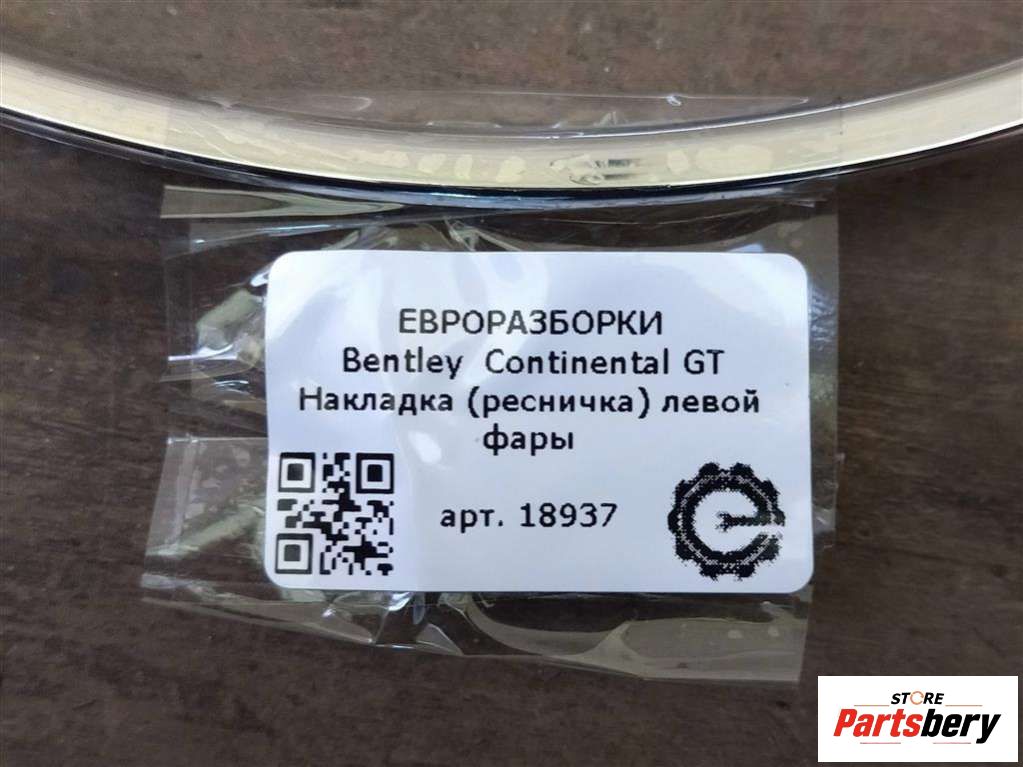 ЕВРОРАЗБОРКИ
Bentley Continental GT
Накладка (ресничка) левой
фары
арт. 18937
STORE
Partsbery